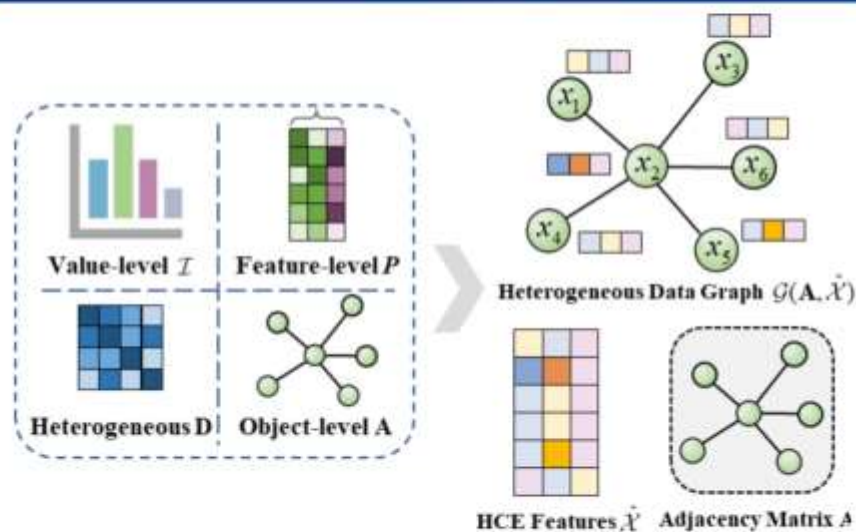 Value-level ℐ
Feature-level P
Heterogeneous D
Object-level A
x₁
x₃
x₂
x₆
x₄
x₅
Heterogeneous Data Graph 𝒢(A, 𝒳̂)
HCE Features 𝒳̂
Adjacency Matrix A